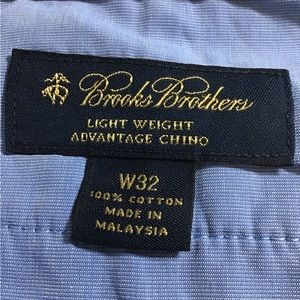 Brooks Brothers
LIGHT WEIGHT
ADVANTAGE CHINO
W32
100% COTTON
MADE IN
MALAYSIA